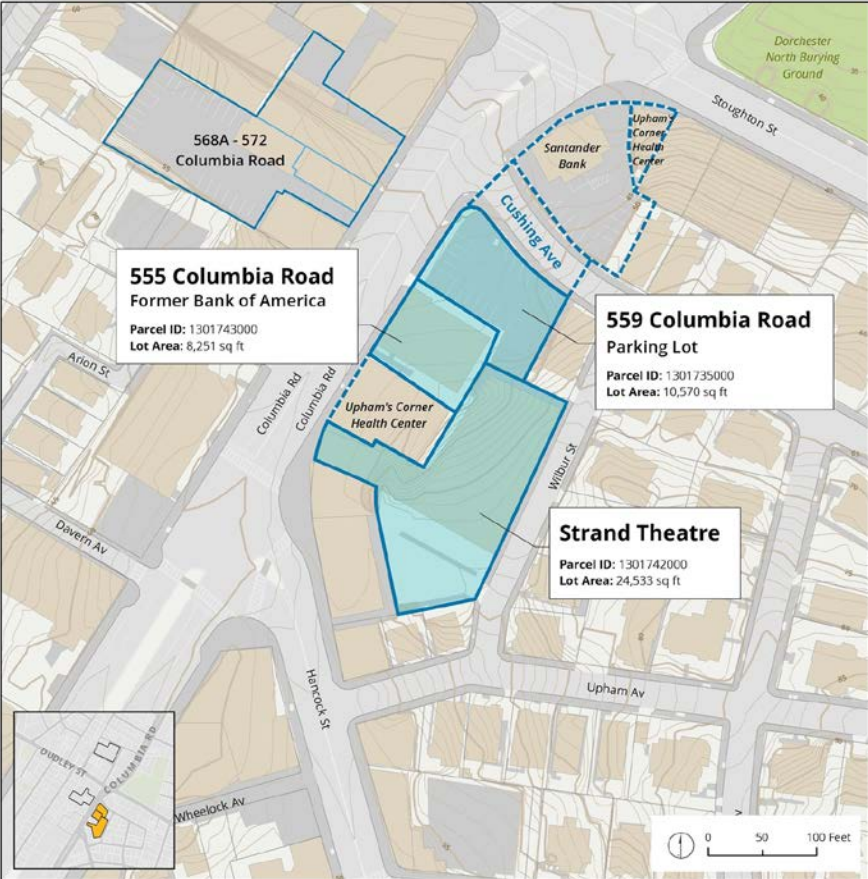 Dorchester
North Burying
Ground
Stoughton St
568A - 572
Columbia Road
Santander
Bank
Upham's
Corner
Health
Center
Cushing Ave
555 Columbia Road
Former Bank of America
Parcel ID: 1301743000
Lot Area: 8,251 sq ft
559 Columbia Road
Parking Lot
Parcel ID: 1301735000
Lot Area: 10,570 sq ft
Arion St
Columbia Rd
Columbia Rd
Upham's Corner
Health Center
Wilbur St
Strand Theatre
Parcel ID: 1301742000
Lot Area: 24,533 sq ft
Davern Av
Hancock St
Upham Av
DUDLEY ST
COLUMBIA RD
Wheelock Av
0 50 100 Feet